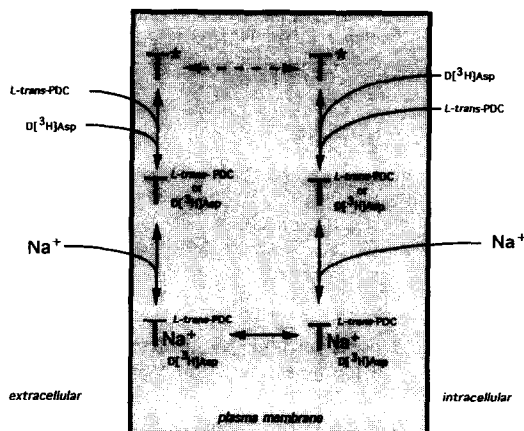 T* T*
L-trans-PDC
D[³H]Asp
D[³H]Asp
L-trans-PDC
T L-trans-PDC
or
D[³H]Asp
T L-trans-PDC
or
D[³H]Asp
Na⁺
Na⁺
T L-trans-PDC
Na⁺
D[³H]Asp
T L-trans-PDC
Na⁺
D[³H]Asp
extracellular
intracellular
plasma membrane